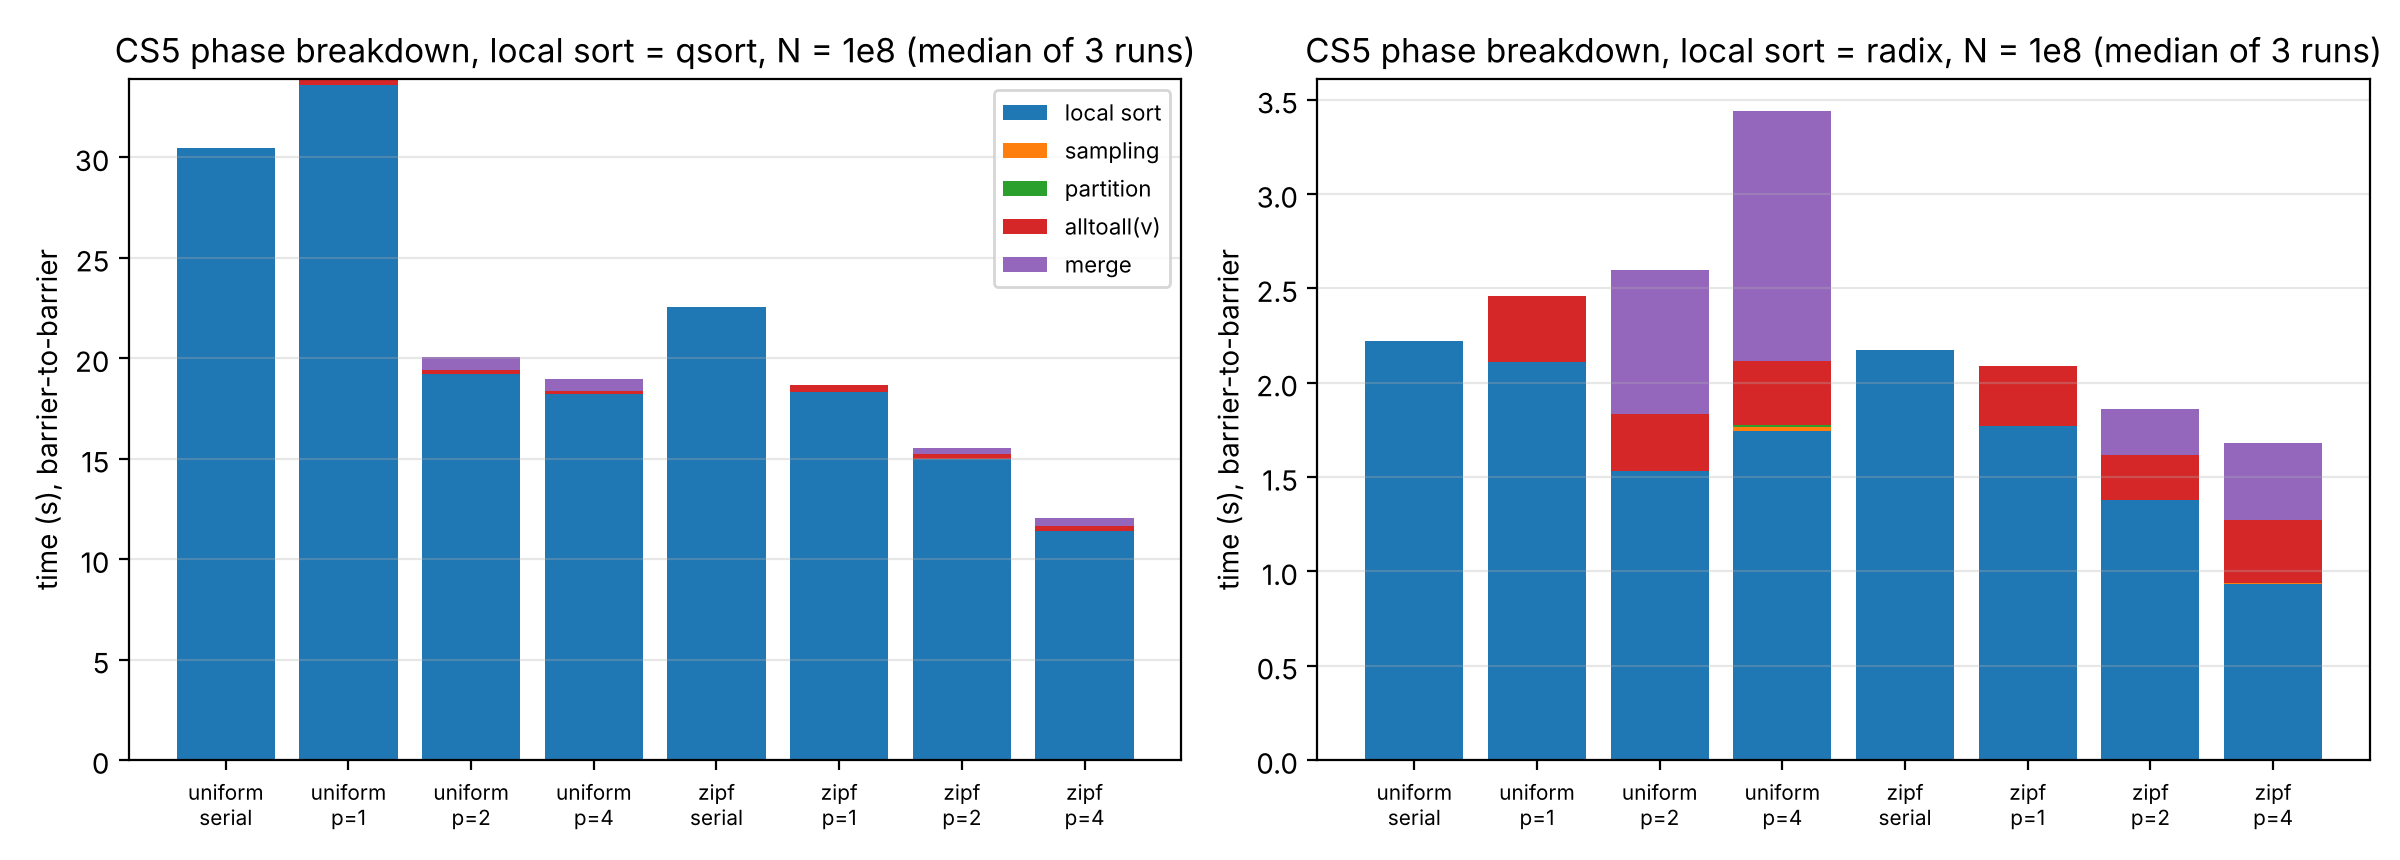 CS5 phase breakdown, local sort = qsort, N = 1e8 (median of 3 runs)
time (s), barrier-to-barrier
30
25
20
15
10
5
0
local sort
sampling
partition
alltoall(v)
merge
uniform
serial
uniform
p=1
uniform
p=2
uniform
p=4
zipf
serial
zipf
p=1
zipf
p=2
zipf
p=4
CS5 phase breakdown, local sort = radix, N = 1e8 (median of 3 runs)
time (s), barrier-to-barrier
3.5
3.0
2.5
2.0
1.5
1.0
0.5
0.0
uniform
serial
uniform
p=1
uniform
p=2
uniform
p=4
zipf
serial
zipf
p=1
zipf
p=2
zipf
p=4